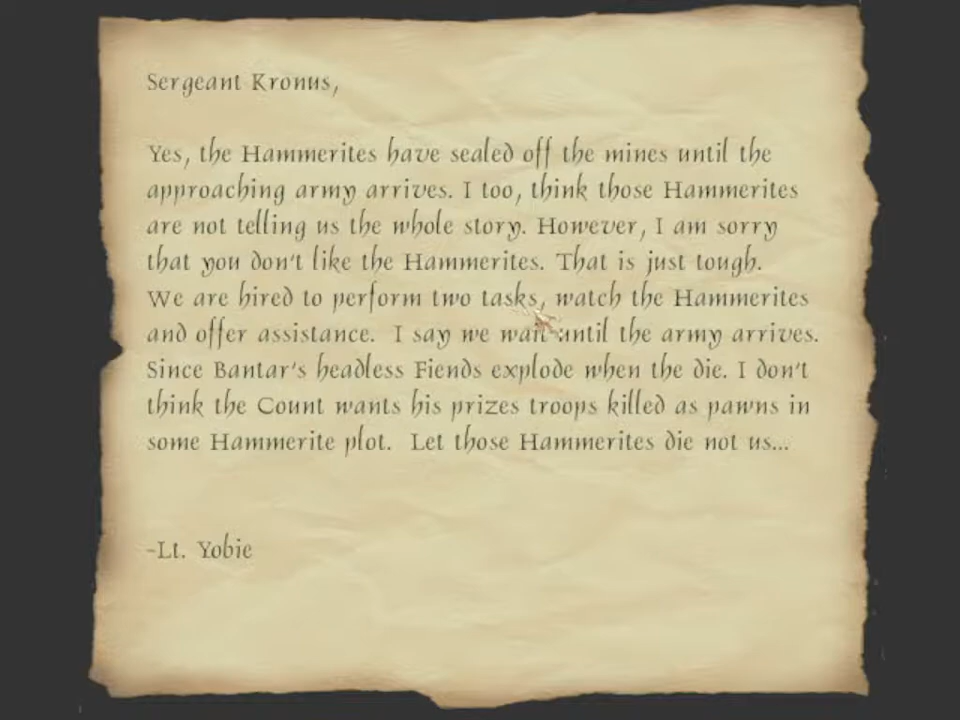 Sergeant Kronus,
Yes, the Hammerites have sealed off the mines until the
approaching army arrives. I too, think those Hammerites
are not telling us the whole story. However, I am sorry
that you don't like the Hammerites. That is just tough.
We are hired to perform two tasks, watch the Hammerites
and offer assistance. I say we wait until the army arrives.
Since Bantar's headless Fiends explode when the die. I don't
think the Count wants his prizes troops killed as pawns in
some Hammerite plot. Let those Hammerites die not us...
-Lt. Yobie